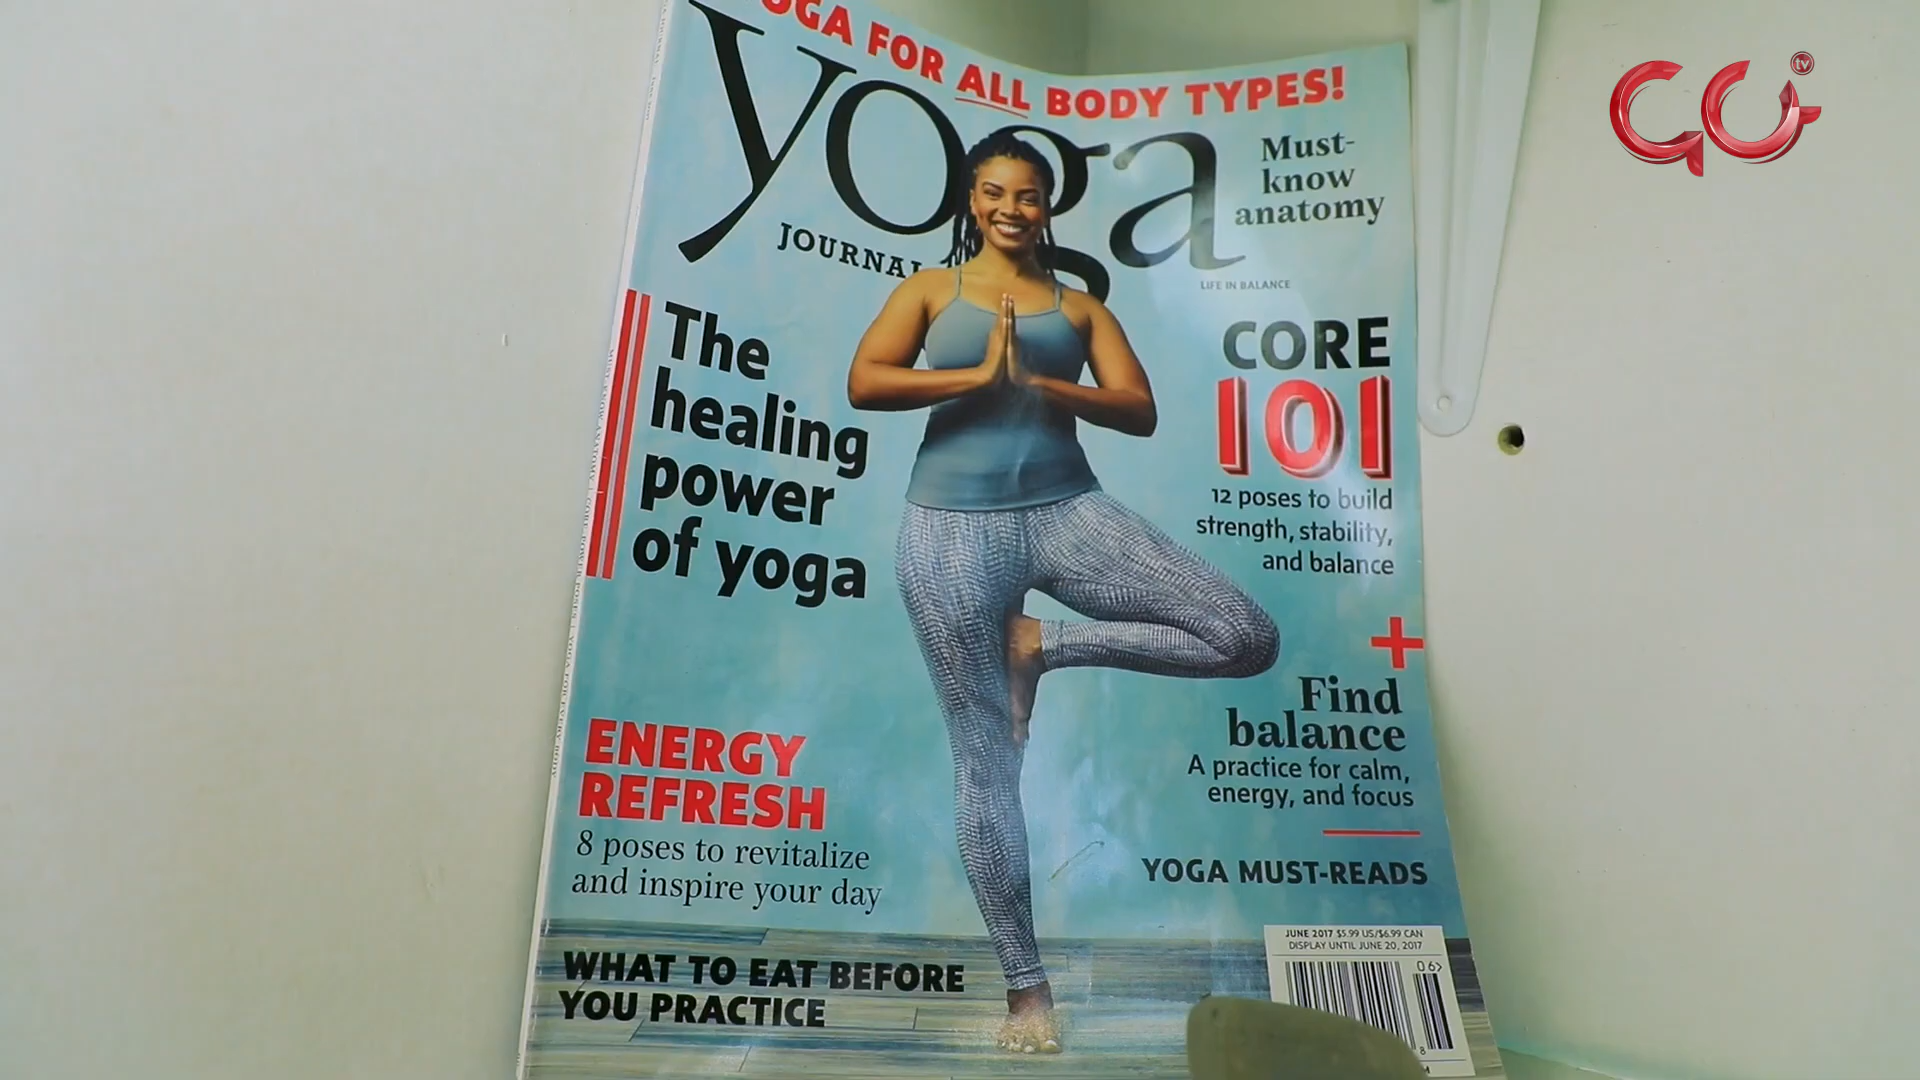 YOGA FOR ALL BODY TYPES!
yoga
JOURNAL
Must-
know
anatomy
LIFE IN BALANCE
The
healing
power
of yoga
CORE
101
12 poses to build
strength, stability,
and balance
+
Find
balance
A practice for calm,
energy, and focus
ENERGY
REFRESH
8 poses to revitalize
and inspire your day
YOGA MUST-READS
WHAT TO EAT BEFORE
YOU PRACTICE
JUNE 2017 $5.99 US/$6.99 CAN
DISPLAY UNTIL JUNE 20, 2017
06>
8
tv